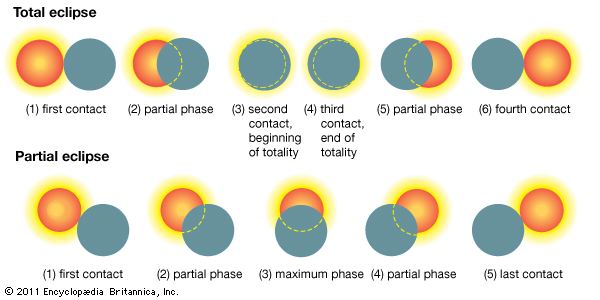 Total eclipse
(1) first contact
(2) partial phase
(3) second
contact,
beginning
of totality
(4) third
contact,
end of
totality
(5) partial phase
(6) fourth contact
Partial eclipse
(1) first contact
(2) partial phase
(3) maximum phase
(4) partial phase
(5) last contact
© 2011 Encyclopædia Britannica, Inc.